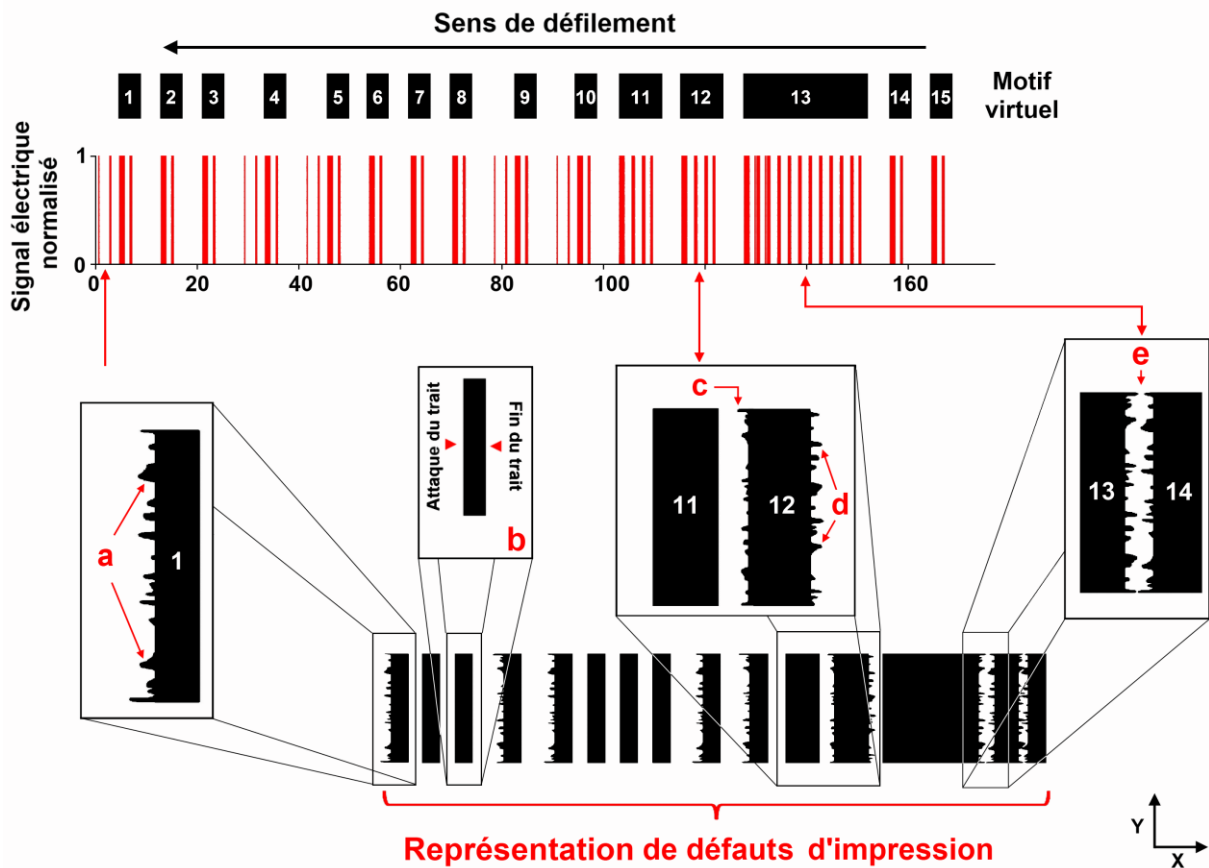 Sens de défilement
1 2 3 4 5 6 7 8 9 10 11 12 13 14 15
Motif
virtuel
Signal électrique
normalisé
1
0
0 20 40 60 80 100 160
a
1
Attaque du trait
Fin du trait
b
c
11
12
d
e
13
14
Représentation de défauts d'impression
Y
X